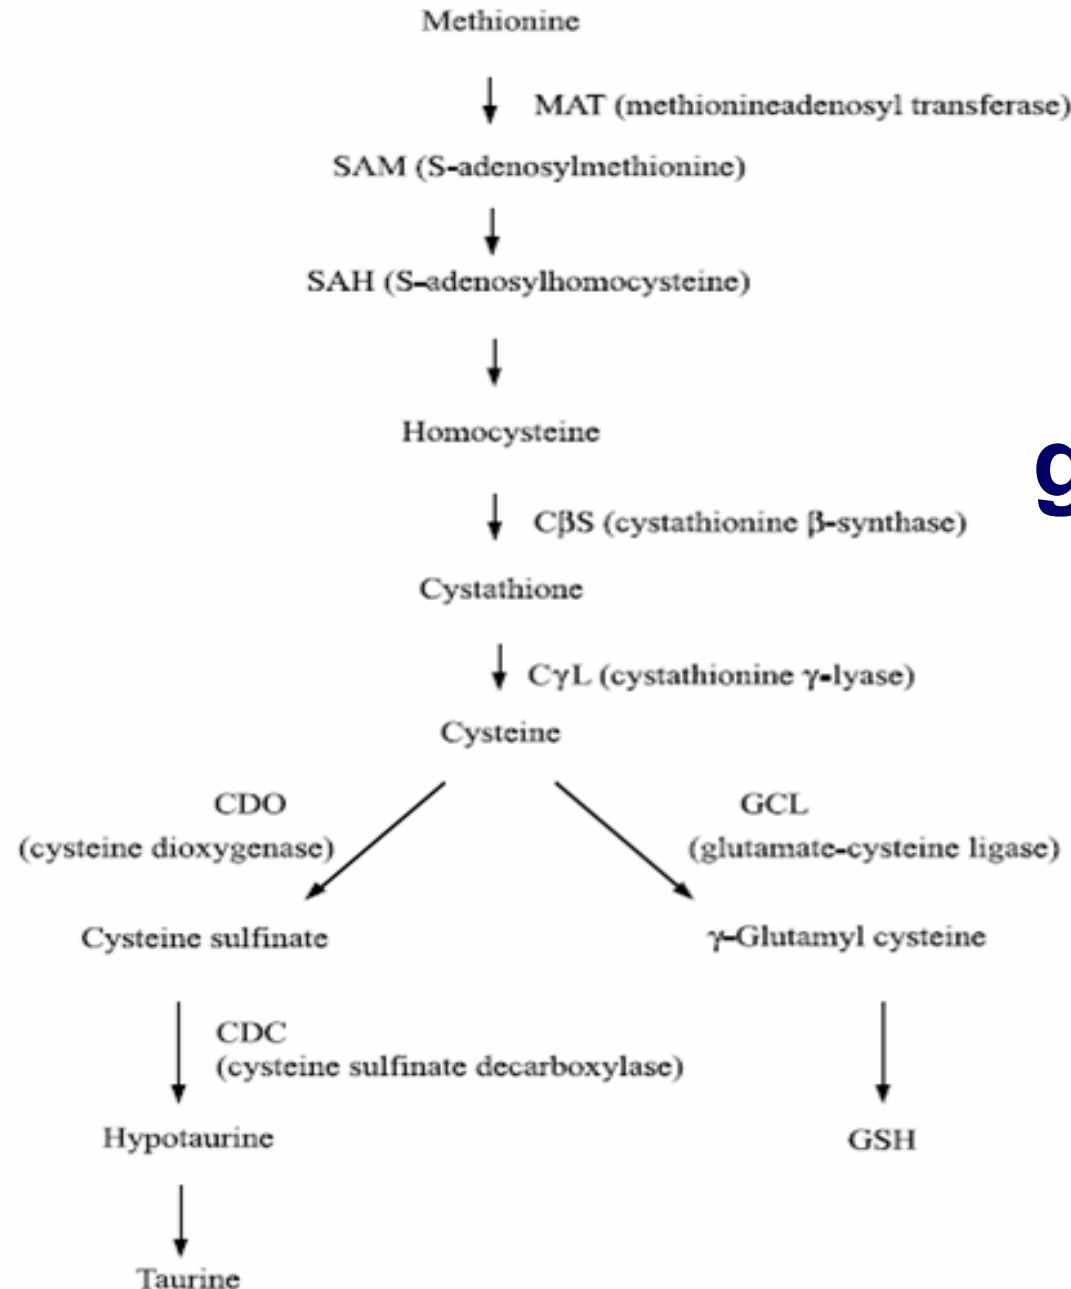 Methionine
MAT (methionineadenosyl transferase)
SAM (S-adenosylmethionine)
SAH (S-adenosylhomocysteine)
Homocysteine
g
CβS (cystathionine β-synthase)
Cystathione
CγL (cystathionine γ-lyase)
Cysteine
CDO
(cysteine dioxygenase)
GCL
(glutamate-cysteine ligase)
Cysteine sulfinate
γ-Glutamyl cysteine
CDC
(cysteine sulfinate decarboxylase)
Hypotaurine
GSH
Taurine